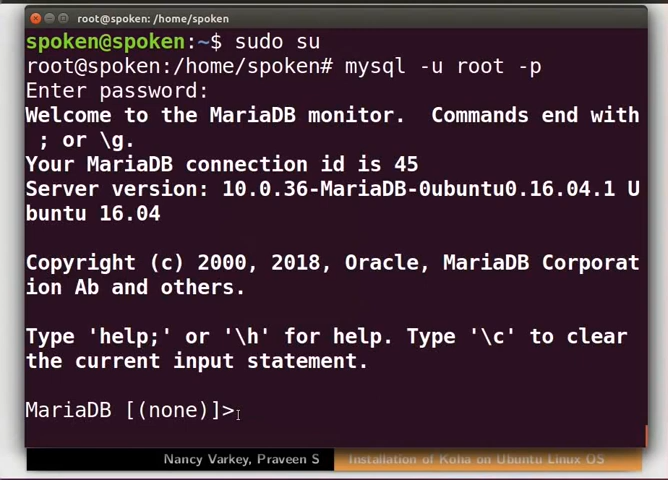 root@spoken: /home/spoken
spoken@spoken:~$ sudo su
root@spoken:/home/spoken# mysql -u root -p
Enter password:
Welcome to the MariaDB monitor.  Commands end with
 ; or \g.
Your MariaDB connection id is 45
Server version: 10.0.36-MariaDB-0ubuntu0.16.04.1 U
buntu 16.04
Copyright (c) 2000, 2018, Oracle, MariaDB Corporat
ion Ab and others.
Type 'help;' or '\h' for help. Type '\c' to clear
the current input statement.
MariaDB [(none)]>
Nancy Varkey, Praveen S Installation of Koha on Ubuntu Linux OS